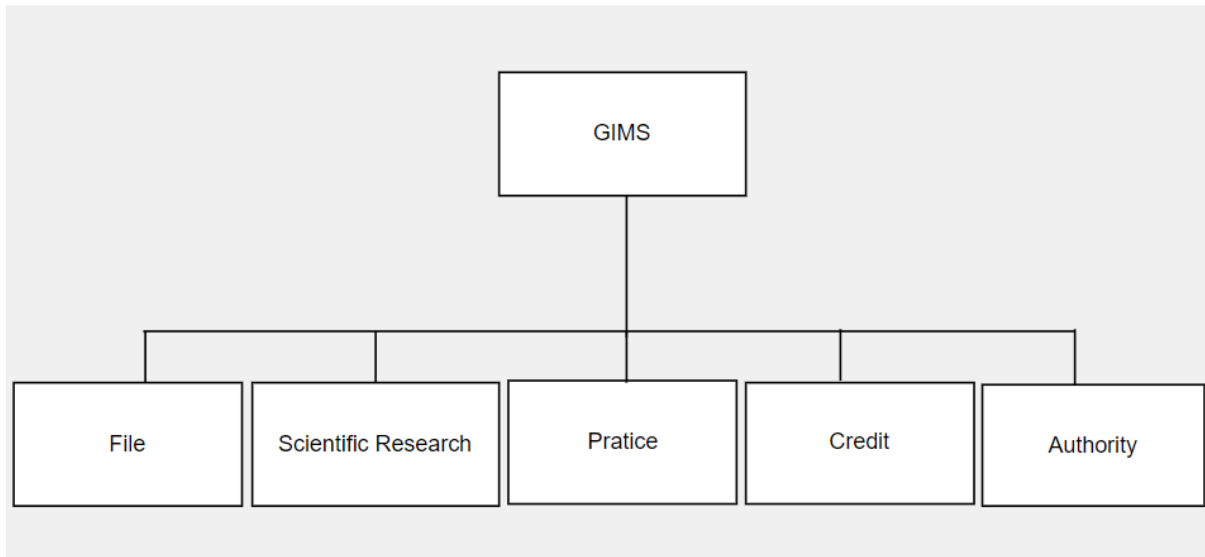 GIMS
File
Scientific Research
Pratice
Credit
Authority